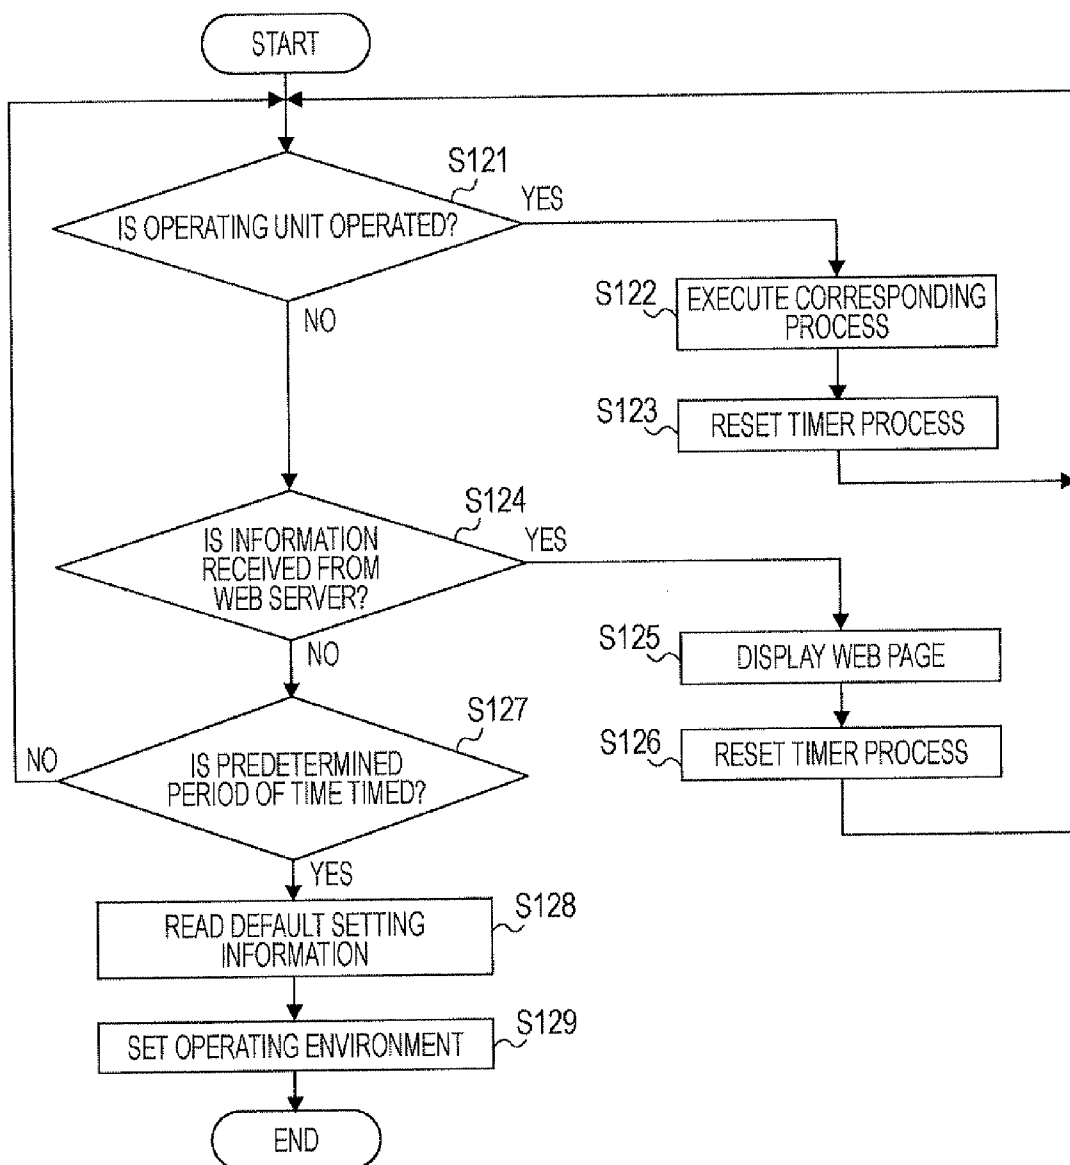 START
S121
YES
IS OPERATING UNIT OPERATED?
S122
EXECUTE CORRESPONDING
PROCESS
NO
S123
RESET TIMER PROCESS
S124
YES
IS INFORMATION
RECEIVED FROM
WEB SERVER?
S125
DISPLAY WEB PAGE
NO
S127
S126
RESET TIMER PROCESS
NO
IS PREDETERMINED
PERIOD OF TIME TIMED?
YES
S128
READ DEFAULT SETTING
INFORMATION
S129
SET OPERATING ENVIRONMENT
END